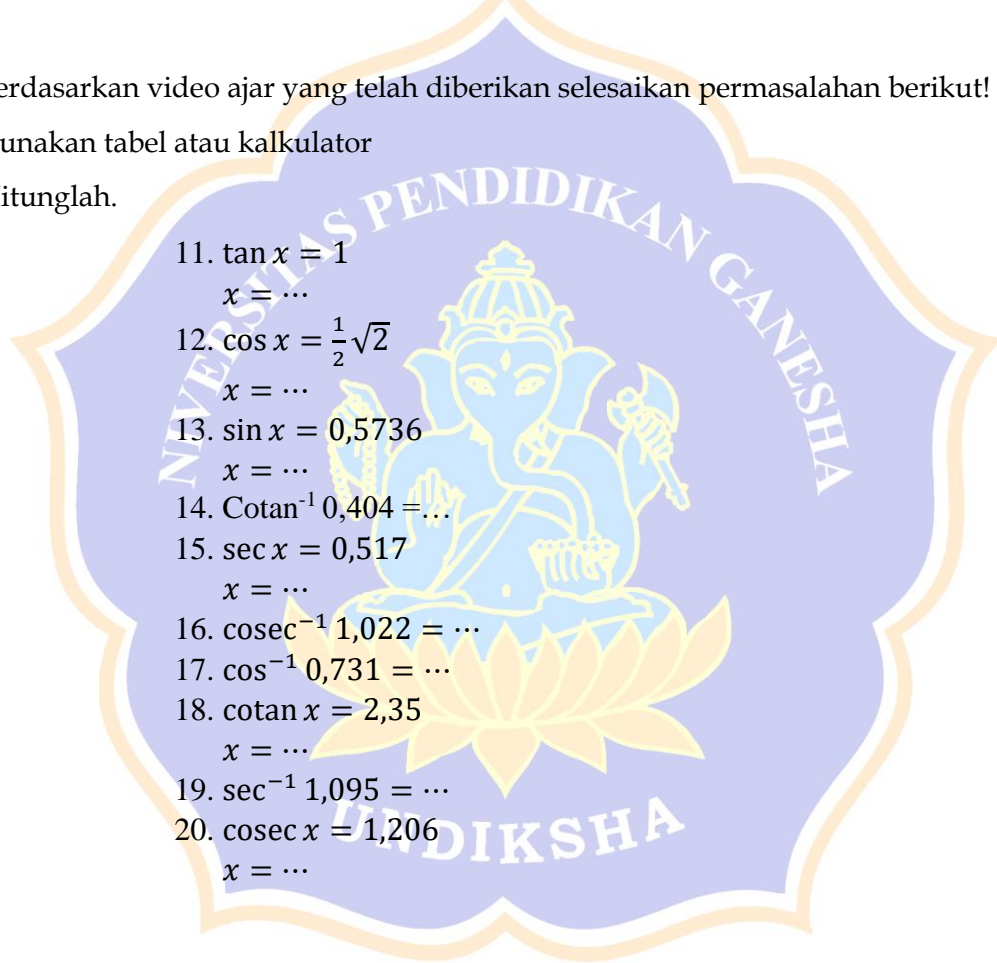 erdasarkan video ajar yang telah diberikan selesaikan permasalahan berikut!
unakan tabel atau kalkulator
itunglah.
NIVERSITAS PENDIDIKAN GANESHA
11. tan x = 1
x = ⋯
12. cos x = 1/2 √2
x = ⋯
13. sin x = 0,5736
x = ⋯
14. Cotan⁻¹ 0,404 =…
15. sec x = 0,517
x = ⋯
16. cosec⁻¹ 1,022 = ⋯
17. cos⁻¹ 0,731 = ⋯
18. cotan x = 2,35
x = ⋯
19. sec⁻¹ 1,095 = ⋯
20. cosec x = 1,206
x = ⋯
UNDIKSHA